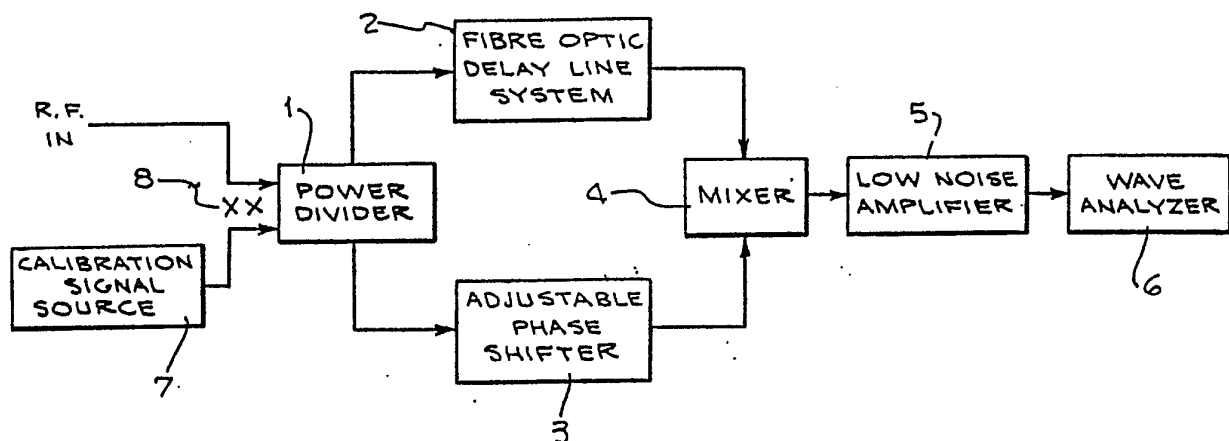 2
FIBRE OPTIC
DELAY LINE
SYSTEM
R.F.
IN
1
8
XX
POWER
DIVIDER
4
MIXER
5
LOW NOISE
AMPLIFIER
WAVE
ANALYZER
6
CALIBRATION
SIGNAL
SOURCE
7
ADJUSTABLE
PHASE
SHIFTER
3